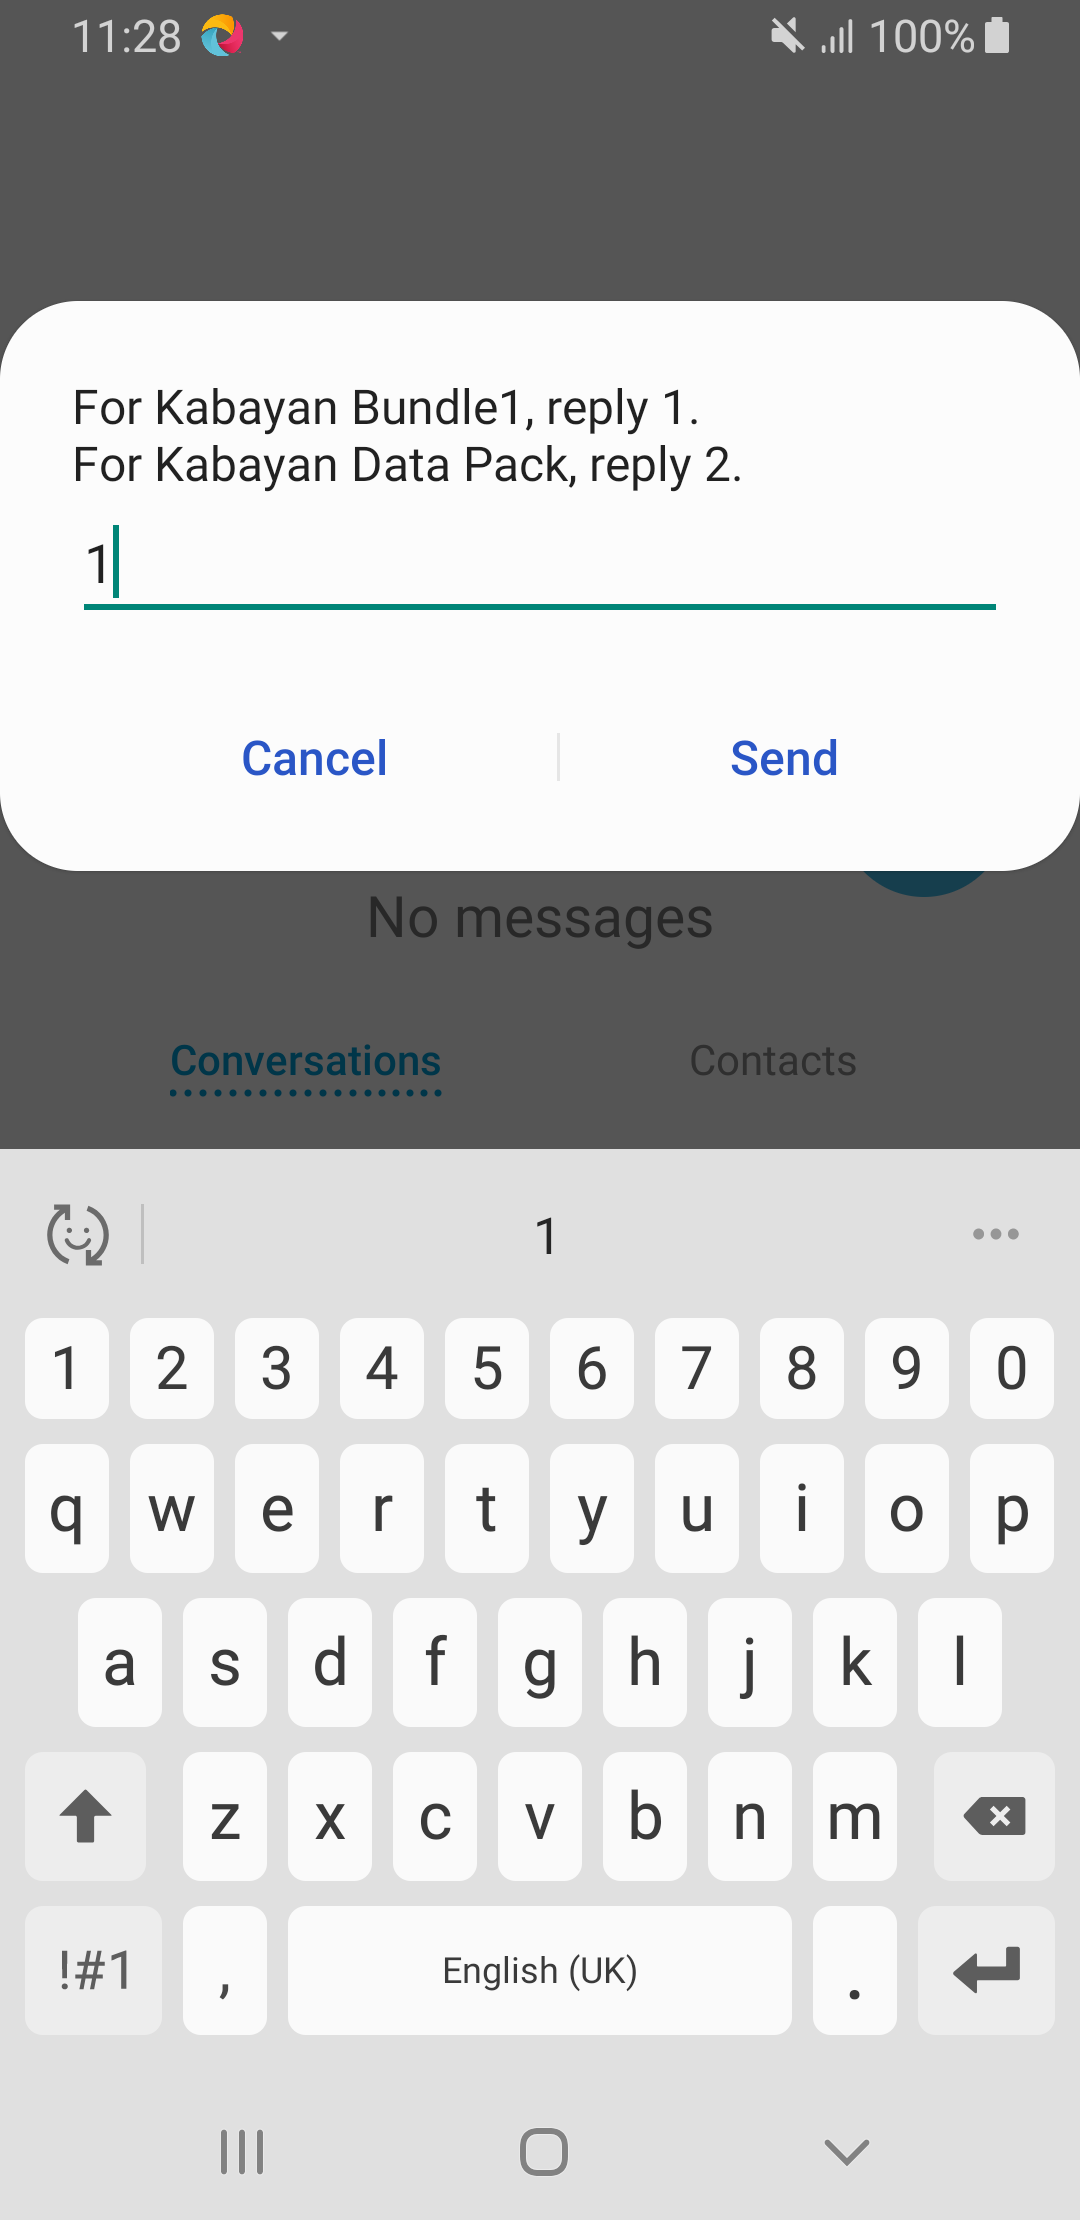 11:28
100%
For Kabayan Bundle1, reply 1.
For Kabayan Data Pack, reply 2.
1
Cancel
Send
No messages
Conversations
Contacts
1
1 2 3 4 5 6 7 8 9 0
q w e r t y u i o p
a s d f g h j k l
z x c v b n m
!#1 , English (UK) .